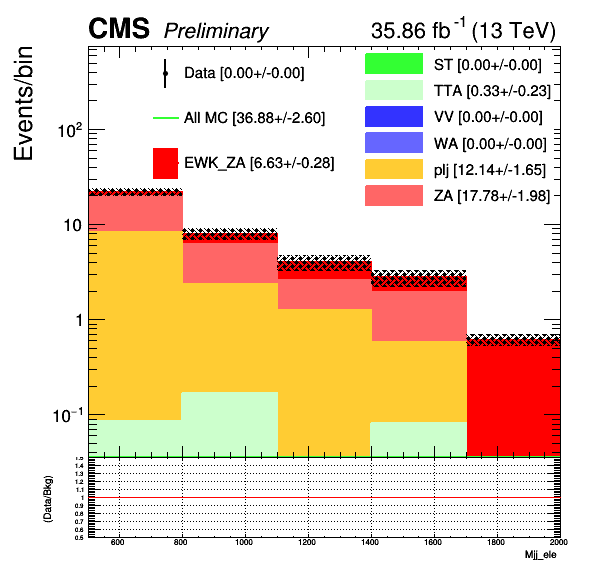 CMS Preliminary 35.86 fb⁻¹ (13 TeV)
Events/bin
Data [0.00+/-0.00]
All MC [36.88+/-2.60]
EWK_ZA [6.63+/-0.28]
ST [0.00+/-0.00]
TTA [0.33+/-0.23]
VV [0.00+/-0.00]
WA [0.00+/-0.00]
plj [12.14+/-1.65]
ZA [17.78+/-1.98]
10²
10
1
10⁻¹
(Data/Bkg)
1.5
1.4
1.3
1.2
1.1
1
0.9
0.8
0.7
0.6
0.5
600 800 1000 1200 1400 1600 1800 2000
Mjj_ele